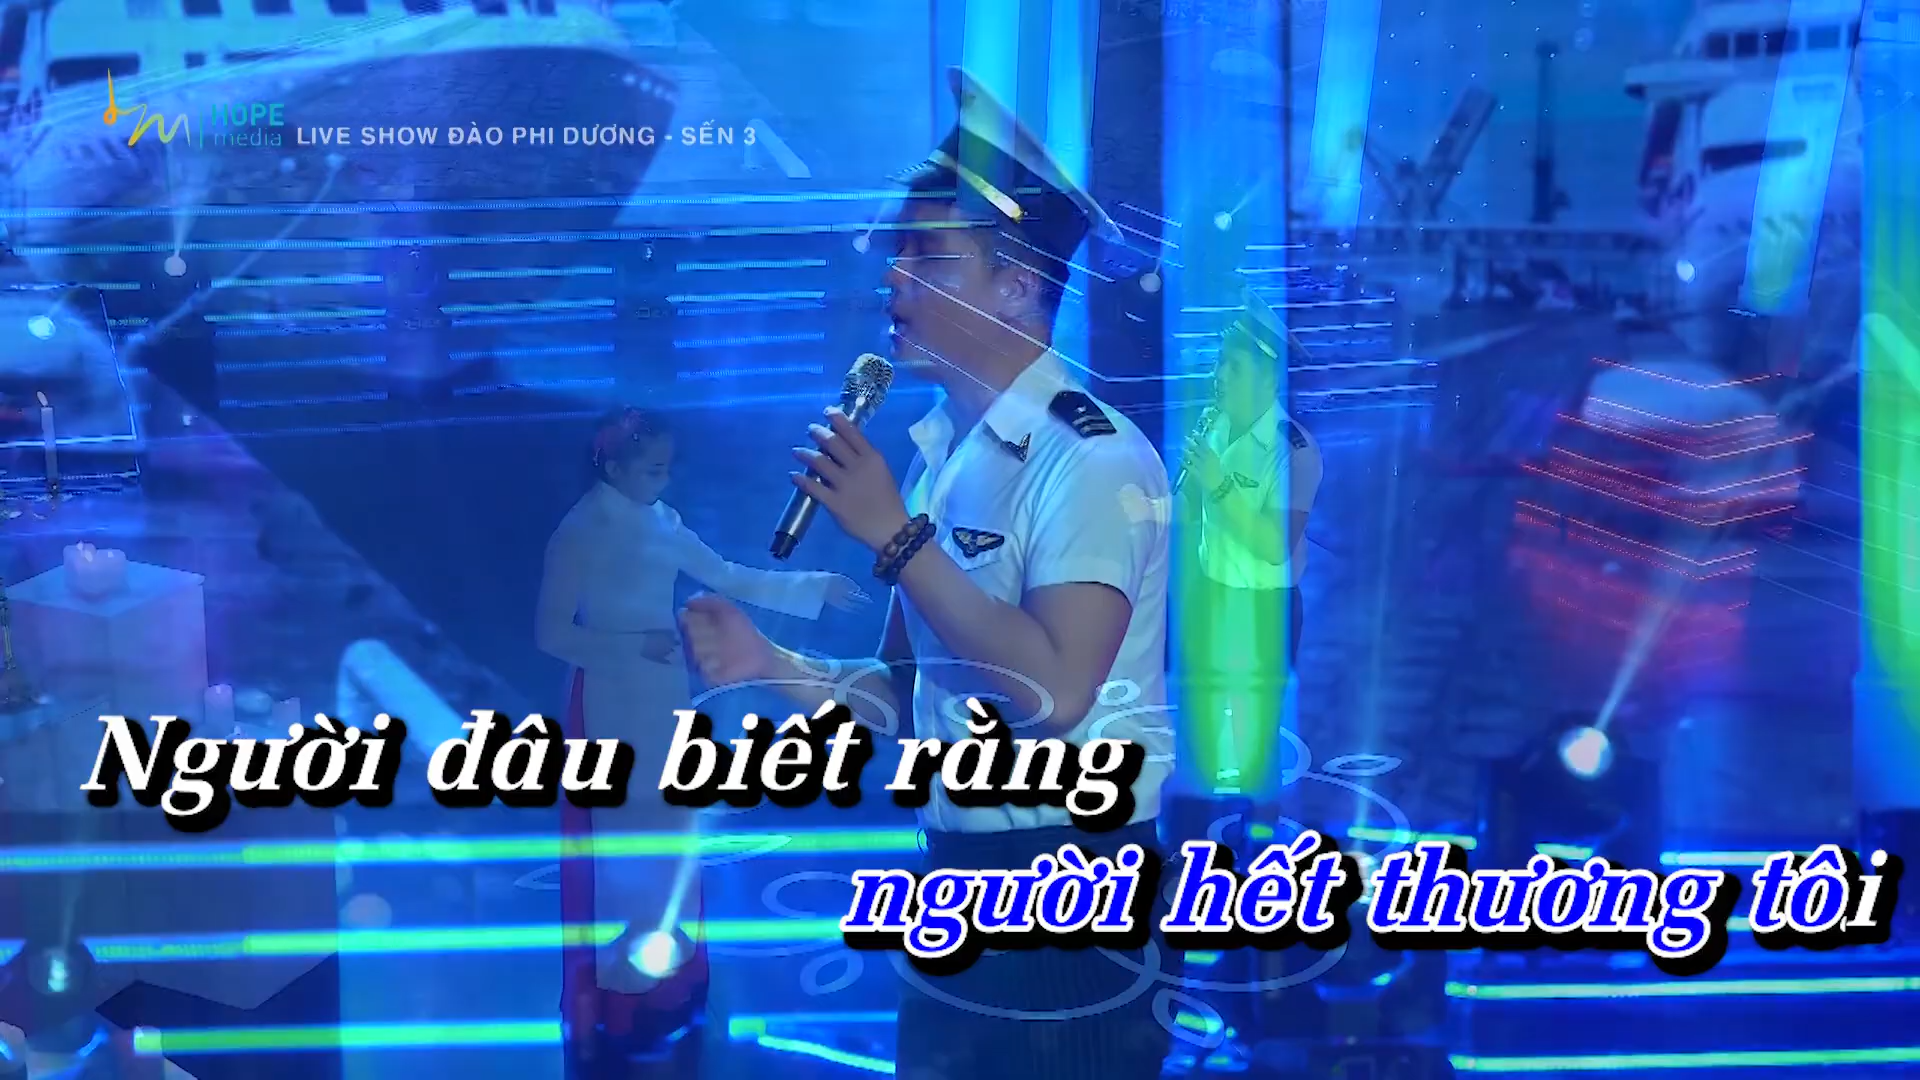 HOPE
media
LIVE SHOW ĐÀO PHI DƯƠNG - SẾN 3
Người đâu biết rằng
người hết thương tôi